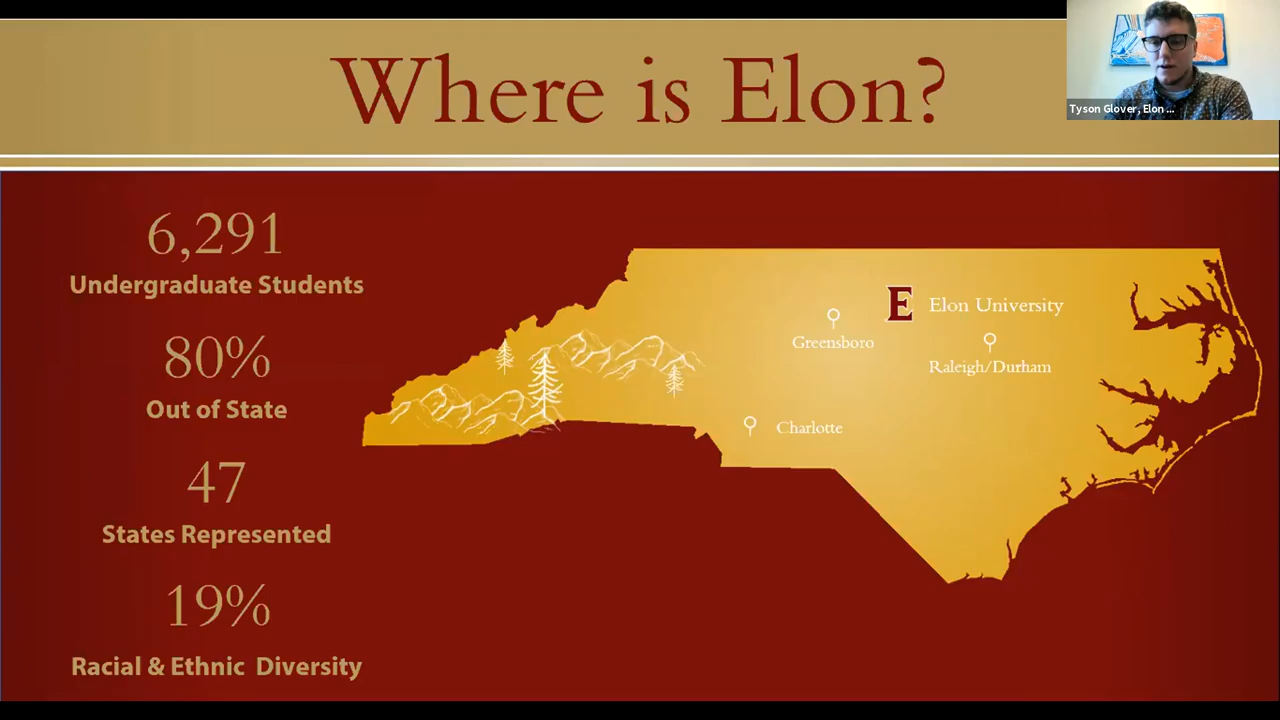 Where is Elon?
Tyson Glover, Elon ...
6,291
Undergraduate Students
80%
Out of State
47
States Represented
19%
Racial & Ethnic Diversity
E
Elon University
Greensboro
Raleigh/Durham
Charlotte